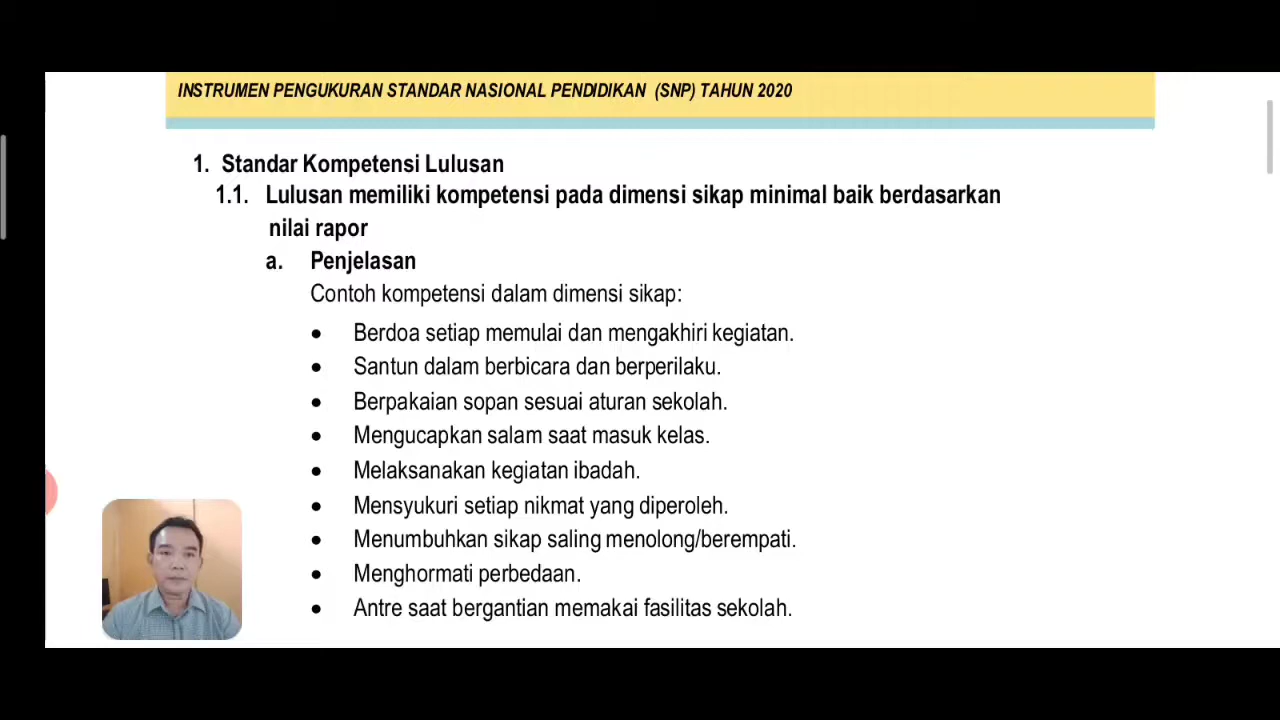 INSTRUMEN PENGUKURAN STANDAR NASIONAL PENDIDIKAN (SNP) TAHUN 2020
1. Standar Kompetensi Lulusan
1.1. Lulusan memiliki kompetensi pada dimensi sikap minimal baik berdasarkan
nilai rapor
a. Penjelasan
Contoh kompetensi dalam dimensi sikap:
• Berdoa setiap memulai dan mengakhiri kegiatan.
• Santun dalam berbicara dan berperilaku.
• Berpakaian sopan sesuai aturan sekolah.
• Mengucapkan salam saat masuk kelas.
• Melaksanakan kegiatan ibadah.
• Mensyukuri setiap nikmat yang diperoleh.
• Menumbuhkan sikap saling menolong/berempati.
• Menghormati perbedaan.
• Antre saat bergantian memakai fasilitas sekolah.